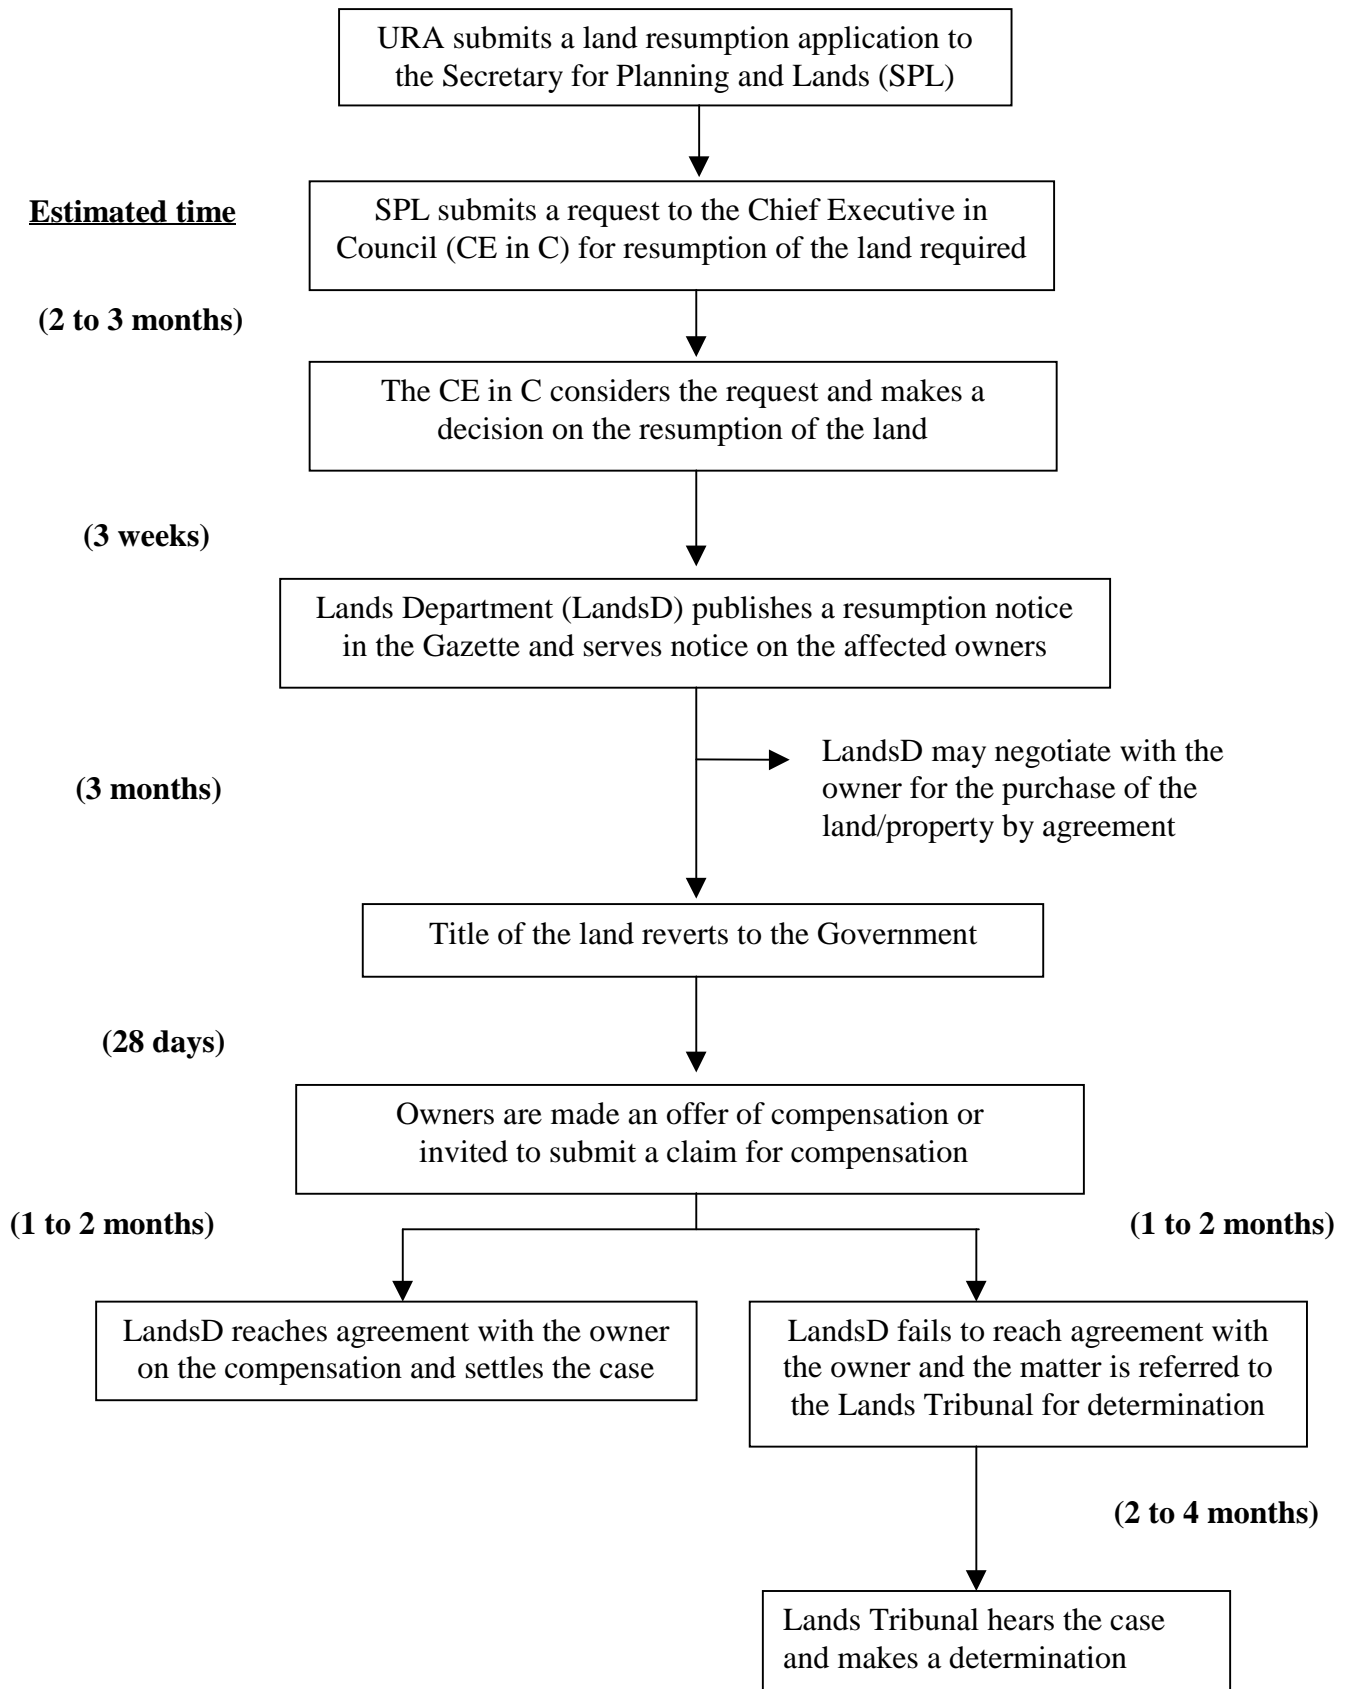 URA submits a land resumption application to
the Secretary for Planning and Lands (SPL)
Estimated time
SPL submits a request to the Chief Executive in
Council (CE in C) for resumption of the land required
(2 to 3 months)
The CE in C considers the request and makes a
decision on the resumption of the land
(3 weeks)
Lands Department (LandsD) publishes a resumption notice
in the Gazette and serves notice on the affected owners
(3 months)
LandsD may negotiate with the
owner for the purchase of the
land/property by agreement
Title of the land reverts to the Government
(28 days)
Owners are made an offer of compensation or
invited to submit a claim for compensation
(1 to 2 months)
(1 to 2 months)
LandsD reaches agreement with the owner
on the compensation and settles the case
LandsD fails to reach agreement with
the owner and the matter is referred to
the Lands Tribunal for determination
(2 to 4 months)
Lands Tribunal hears the case
and makes a determination